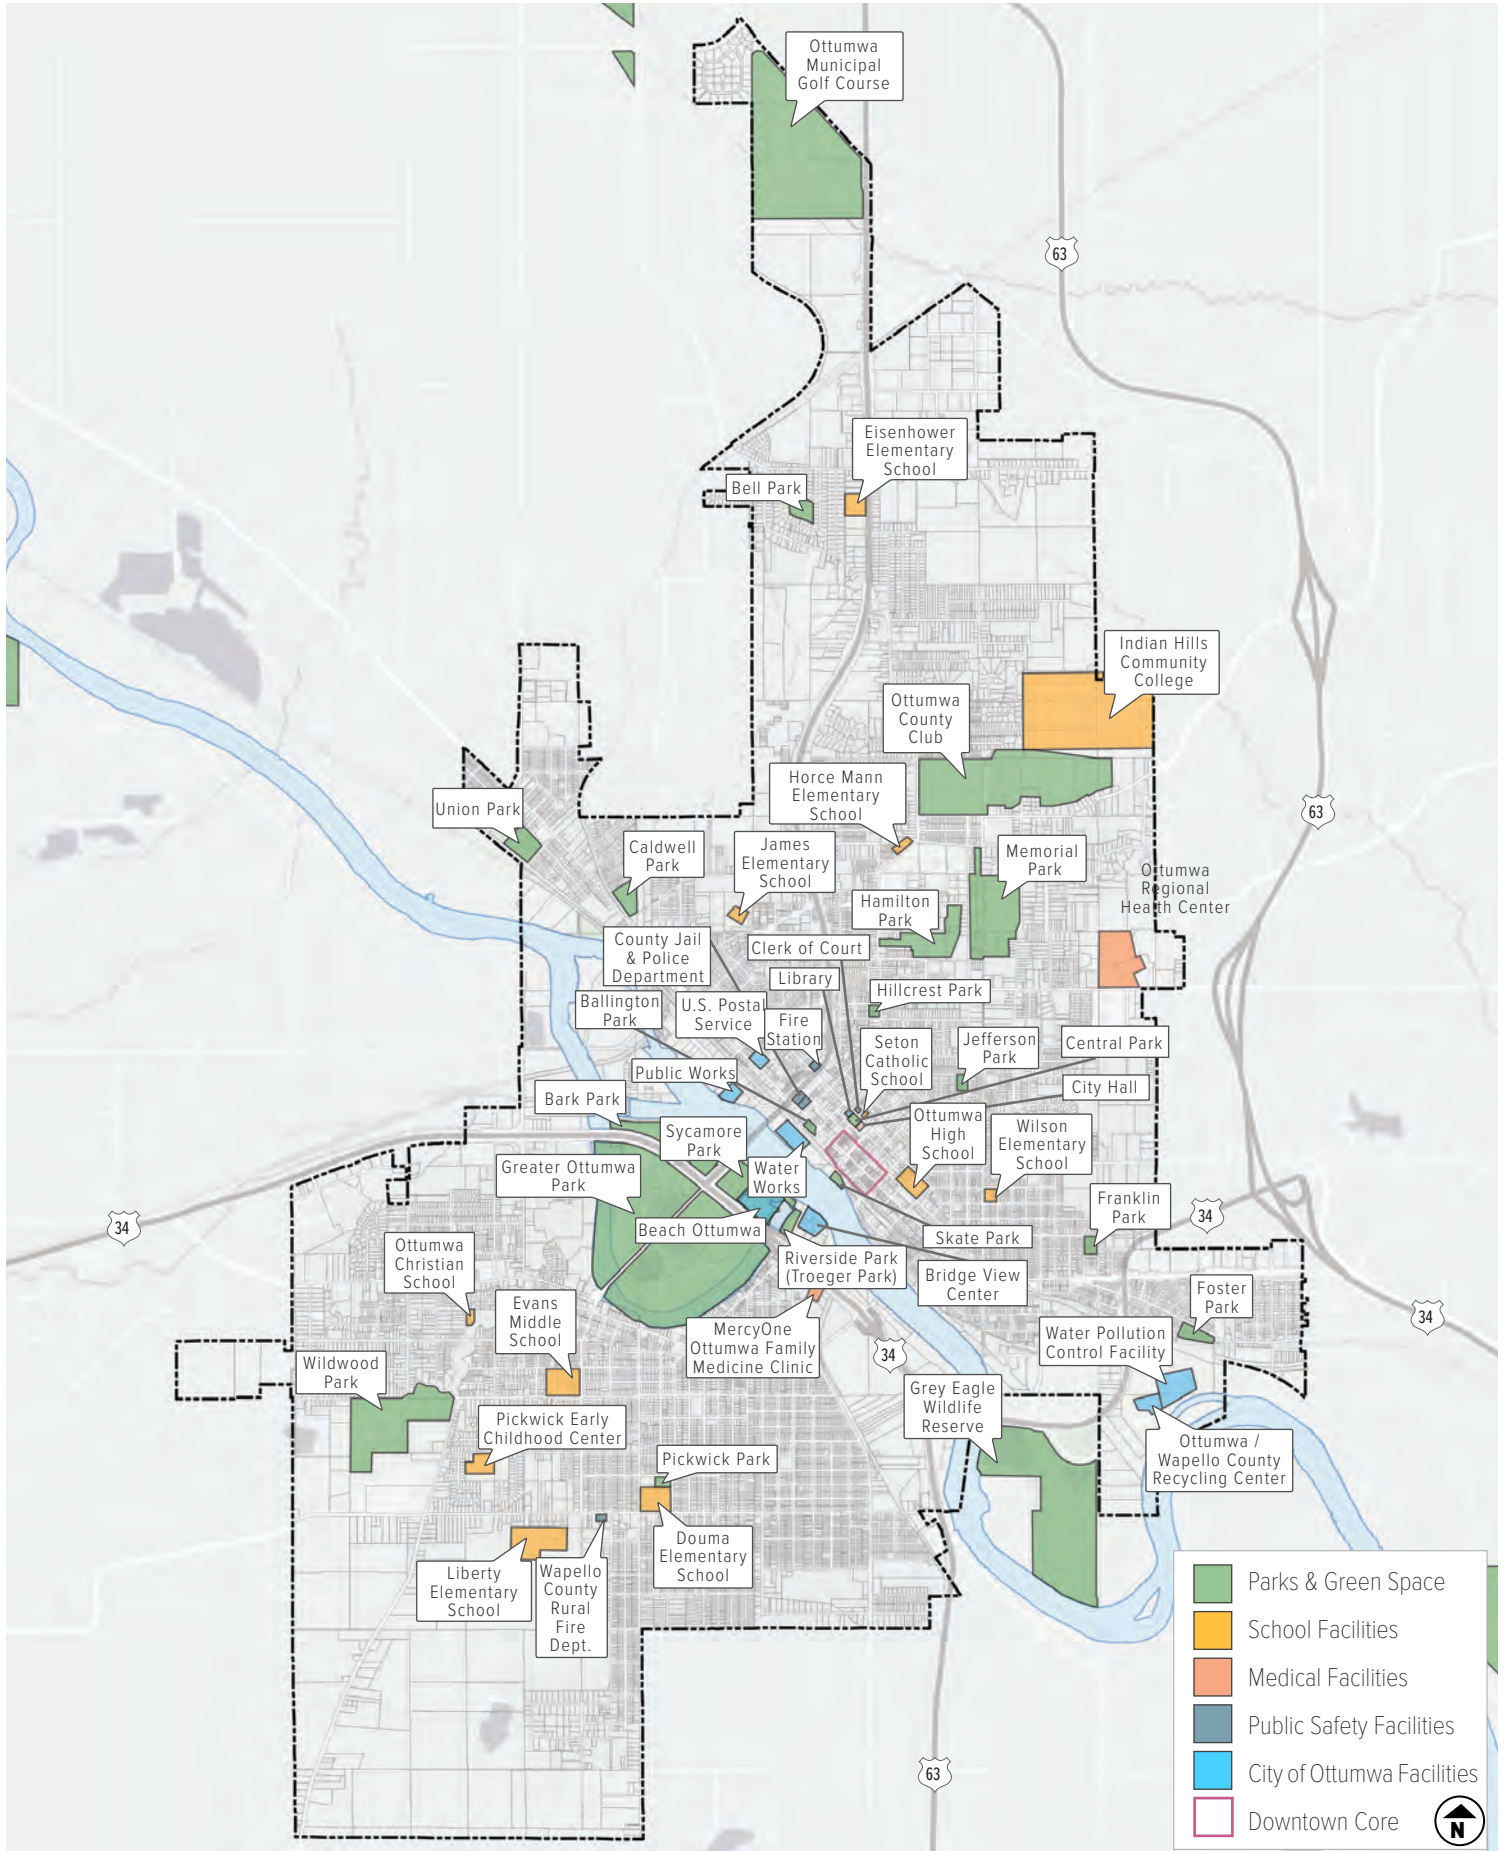 Ottumwa
Municipal
Golf Course
63
Eisenhower
Elementary
School
Bell Park
Indian Hills
Community
College
Ottumwa
County
Club
Horce Mann
Elementary
School
63
Union Park
Caldwell
Park
James
Elementary
School
Memorial
Park
Ottumwa
Regional
Health Center
Hamilton
Park
County Jail
& Police
Department
Clerk of Court
Library
Hillcrest Park
Ballington
Park
U.S. Postal
Service
Fire
Station
Seton
Catholic
School
Jefferson
Park
Central Park
City Hall
Public Works
Bark Park
Sycamore
Park
Ottumwa
High
School
Wilson
Elementary
School
Greater Ottumwa
Park
Water
Works
Franklin
Park
34
34
Beach Ottumwa
Skate Park
Ottumwa
Christian
School
Riverside Park
(Troeger Park)
Bridge View
Center
Foster
Park
Evans
Middle
School
34
MercyOne
Ottumwa Family
Medicine Clinic
34
Water Pollution
Control Facility
Wildwood
Park
Grey Eagle
Wildlife
Reserve
Pickwick Early
Childhood Center
Pickwick Park
Ottumwa /
Wapello County
Recycling Center
Douma
Elementary
School
Liberty
Elementary
School
Wapello
County
Rural
Fire
Dept.
63
Parks & Green Space
School Facilities
Medical Facilities
Public Safety Facilities
City of Ottumwa Facilities
Downtown Core
N